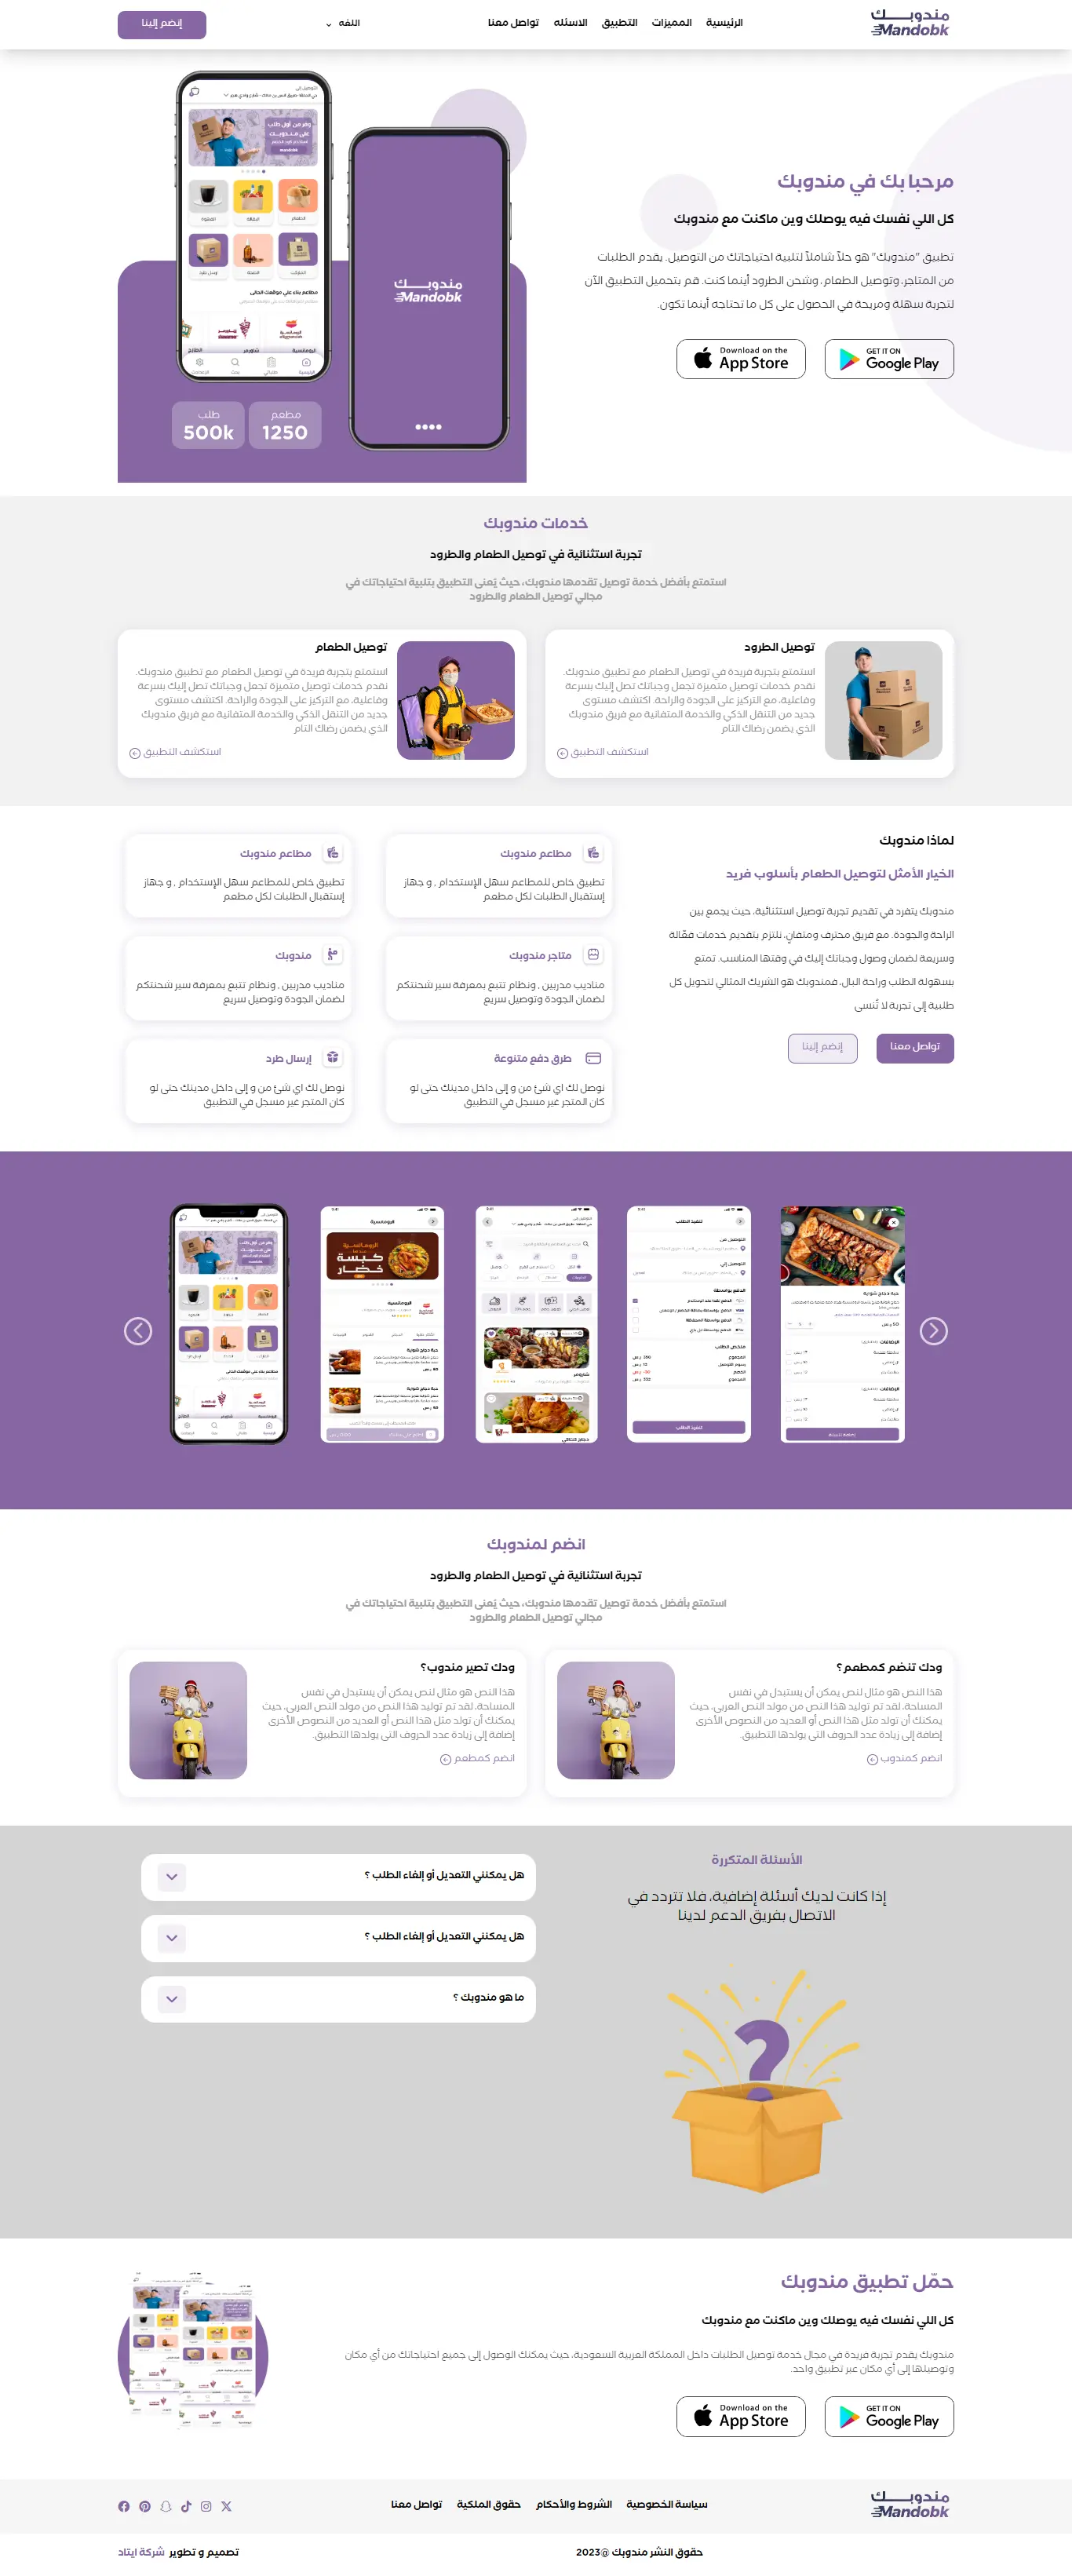 مندوبــــك
Mandobk
الرئيسية
المميزات
التطبيق
الاسئله
تواصل معنا
اللغه
إنضم إلينا
مرحبا بك في مندوبك
كل اللي نفسك فيه يوصلك وين ماكنت مع مندوبك
تطبيق "مندوبك" هو حلاً شاملاً لتلبية احتياجاتك من التوصيل. يقدم الطلبات
من المتاجر، وتوصيل الطعام، وشحن الطرود أينما كنت. قم بتحميل التطبيق الآن
لتجربة سهلة ومريحة في الحصول على كل ما تحتاجه أينما تكون.
GET IT ON
Google Play
Download on the
App Store
مندوبــــك
Mandobk
مطعم
1250
طلب
500k
خدمات مندوبك
تجربة استثنائية في توصيل الطعام والطرود
استمتع بأفضل خدمة توصيل تقدمها مندوبك، حيث يُعنى التطبيق بتلبية احتياجاتك في
مجالي توصيل الطعام والطرود
توصيل الطرود
استمتع بتجربة فريدة في توصيل الطعام مع تطبيق مندوبك.
نقدم خدمات توصيل متميزة تجعل وجباتك تصل إليك بسرعة
وفاعلية، مع التركيز على الجودة والراحة. اكتشف مستوى
جديد من التنقل الذكي والخدمة المتفانية مع فريق مندوبك
الذي يضمن رضاك التام
استكشف التطبيق
توصيل الطعام
استمتع بتجربة فريدة في توصيل الطعام مع تطبيق مندوبك.
نقدم خدمات توصيل متميزة تجعل وجباتك تصل إليك بسرعة
وفاعلية، مع التركيز على الجودة والراحة. اكتشف مستوى
جديد من التنقل الذكي والخدمة المتفانية مع فريق مندوبك
الذي يضمن رضاك التام
استكشف التطبيق
لماذا مندوبك
الخيار الأمثل لتوصيل الطعام بأسلوب فريد
مندوبك يتفرد في تقديم تجربة توصيل استثنائية، حيث يجمع بين
الراحة والجودة. مع فريق محترف ومتفانٍ، نلتزم بتقديم خدمات فعّالة
وسريعة لضمان وصول وجباتك إليك في وقتها المناسب. تمتع
بسهولة الطلب وراحة البال، فمندوبك هو الشريك المثالي لتحويل كل
طلبية إلى تجربة لا تُنسى
تواصل معنا
إنضم إلينا
مطاعم مندوبك
تطبيق خاص للمطاعم سهل الإستخدام , و جهاز
إستقبال الطلبات لكل مطعم
مطاعم مندوبك
تطبيق خاص للمطاعم سهل الإستخدام , و جهاز
إستقبال الطلبات لكل مطعم
متاجر مندوبك
مناديب مدربين , ونظام تتبع بمعرفة سير شحنتكم
لضمان الجودة وتوصيل سريع
مندوبك
مناديب مدربين , ونظام تتبع بمعرفة سير شحنتكم
لضمان الجودة وتوصيل سريع
طرق دفع متنوعة
نوصل لك اي شئ من و إلى داخل مدينك حتى لو
كان المتجر غير مسجل في التطبيق
إرسال طرد
نوصل لك اي شئ من و إلى داخل مدينك حتى لو
كان المتجر غير مسجل في التطبيق
انضم لمندوبك
تجربة استثنائية في توصيل الطعام والطرود
استمتع بأفضل خدمة توصيل تقدمها مندوبك، حيث يُعنى التطبيق بتلبية احتياجاتك في
مجالي توصيل الطعام والطرود
ودك تنضم كمطعم؟
هذا النص هو مثال لنص يمكن أن يستبدل في نفس
المساحة، لقد تم توليد هذا النص من مولد النص العربى، حيث
يمكنك أن تولد مثل هذا النص أو العديد من النصوص الأخرى
إضافة إلى زيادة عدد الحروف التى يولدها التطبيق.
انضم كمندوب
ودك تصير مندوب؟
هذا النص هو مثال لنص يمكن أن يستبدل في نفس
المساحة، لقد تم توليد هذا النص من مولد النص العربى، حيث
يمكنك أن تولد مثل هذا النص أو العديد من النصوص الأخرى
إضافة إلى زيادة عدد الحروف التى يولدها التطبيق.
انضم كمطعم
الأسئلة المتكررة
إذا كانت لديك أسئلة إضافية، فلا تتردد في
الاتصال بفريق الدعم لدينا
هل يمكنني التعديل أو إلغاء الطلب ؟
هل يمكنني التعديل أو إلغاء الطلب ؟
ما هو مندوبك ؟
حمّل تطبيق مندوبك
كل اللي نفسك فيه يوصلك وين ماكنت مع مندوبك
مندوبك يقدم تجربة فريدة في مجال خدمة توصيل الطلبات داخل المملكة العربية السعودية، حيث يمكنك الوصول إلى جميع احتياجاتك من أي مكان
وتوصيلها إلى أي مكان عبر تطبيق واحد.
GET IT ON
Google Play
Download on the
App Store
مندوبــــك
Mandobk
سياسة الخصوصية
الشروط والأحكام
حقوق الملكية
تواصل معنا
حقوق النشر مندوبك @2023
تصميم و تطوير شركة ايتاد